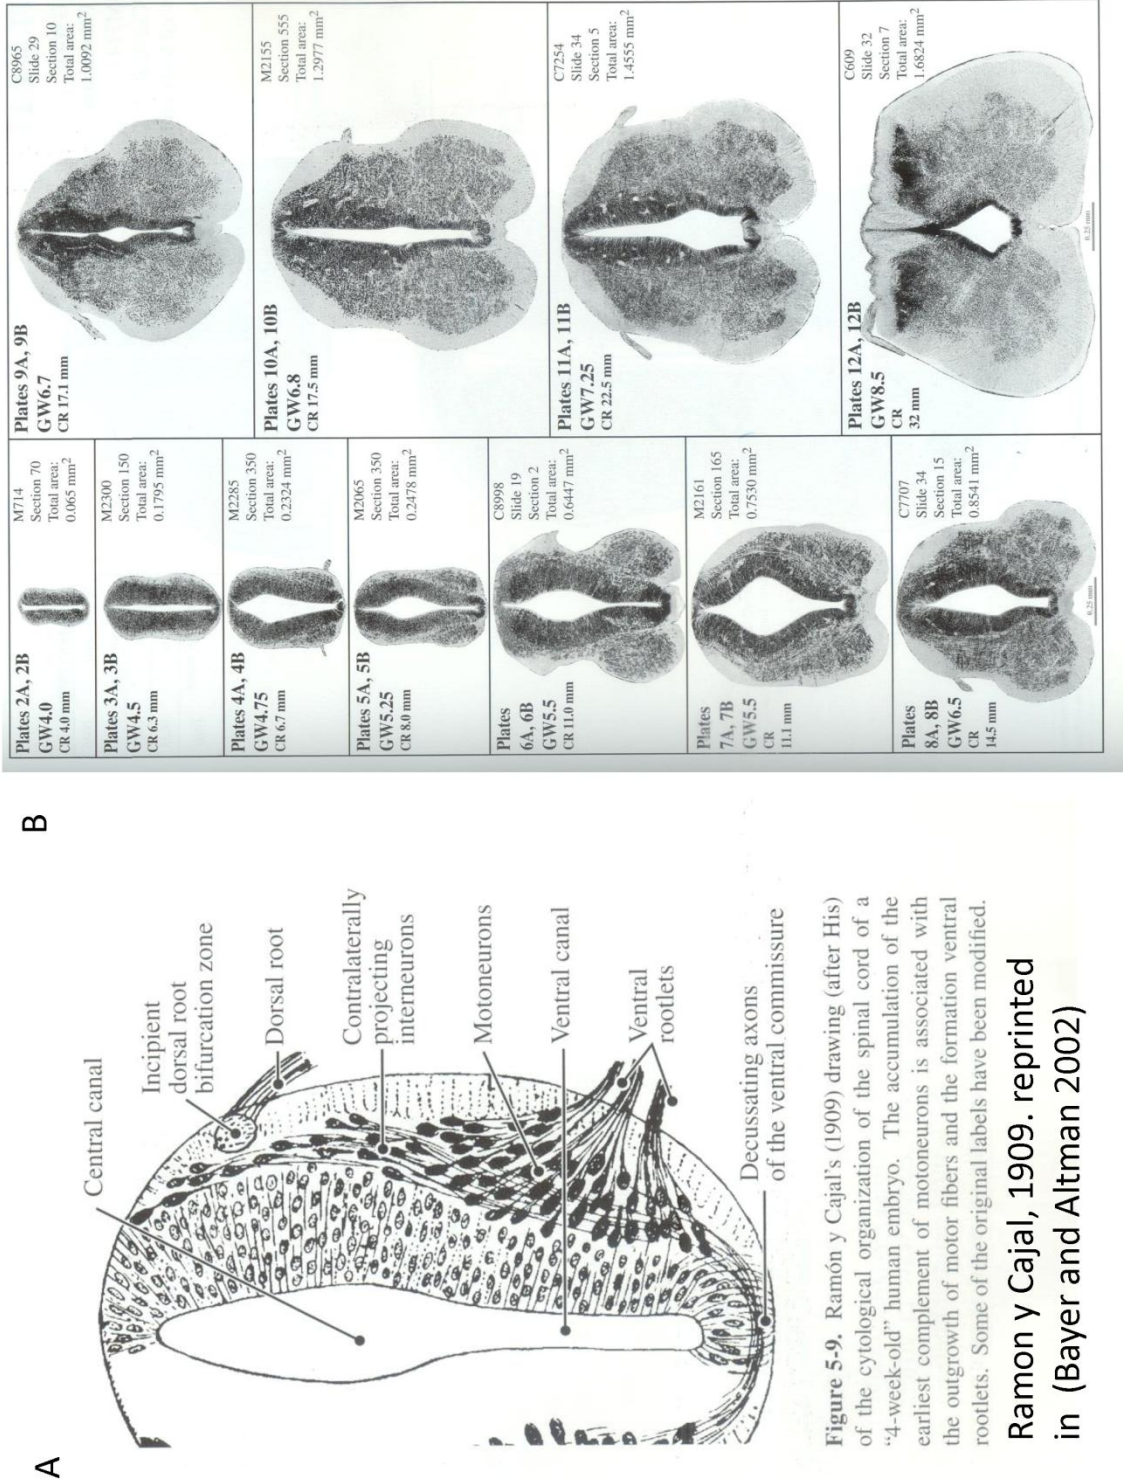 A
Central canal
Incipient
dorsal root
bifurcation zone
Dorsal root
Contralaterally
projecting
interneurons
Motoneurons
Ventral canal
Ventral
rootlets
Decussating axons
of the ventral commissure
Figure 5-9. Ramón y Cajal's (1909) drawing (after His)
of the cytological organization of the spinal cord of a
"4-week-old" human embryo. The accumulation of the
earliest complement of motoneurons is associated with
the outgrowth of motor fibers and the formation ventral
rootlets. Some of the original labels have been modified.
Ramon y Cajal, 1909. reprinted
in (Bayer and Altman 2002)
B
Plates 2A, 2B
GW4.0
CR 4.0 mm
M714
Section 70
Total area:
0.065 mm²
Plates 3A, 3B
GW4.5
CR 6.3 mm
M2300
Section 150
Total area:
0.1795 mm²
Plates 4A, 4B
GW4.75
CR 6.7 mm
M2285
Section 350
Total area:
0.2324 mm²
Plates 5A, 5B
GW5.25
CR 8.0 mm
M2065
Section 350
Total area:
0.2478 mm²
Plates
6A, 6B
GW5.5
CR 11.0 mm
C8998
Slide 19
Section 2
Total area:
0.6447 mm²
Plates
7A, 7B
GW5.5
CR
11.1 mm
M2161
Section 165
Total area:
0.7530 mm²
Plates
8A, 8B
GW6.5
CR
14.5 mm
C7707
Slide 34
Section 15
Total area:
0.8541 mm²
0.25 mm
Plates 9A, 9B
GW6.7
CR 17.1 mm
C8965
Slide 29
Section 10
Total area:
1.0092 mm²
Plates 10A, 10B
GW6.8
CR 17.5 mm
M2155
Section 555
Total area:
1.2977 mm²
Plates 11A, 11B
GW7.25
CR 22.5 mm
C7254
Slide 34
Section 5
Total area:
1.4555 mm²
Plates 12A, 12B
GW8.5
CR
32 mm
C609
Slide 32
Section 7
Total area:
1.6824 mm²
0.25 mm